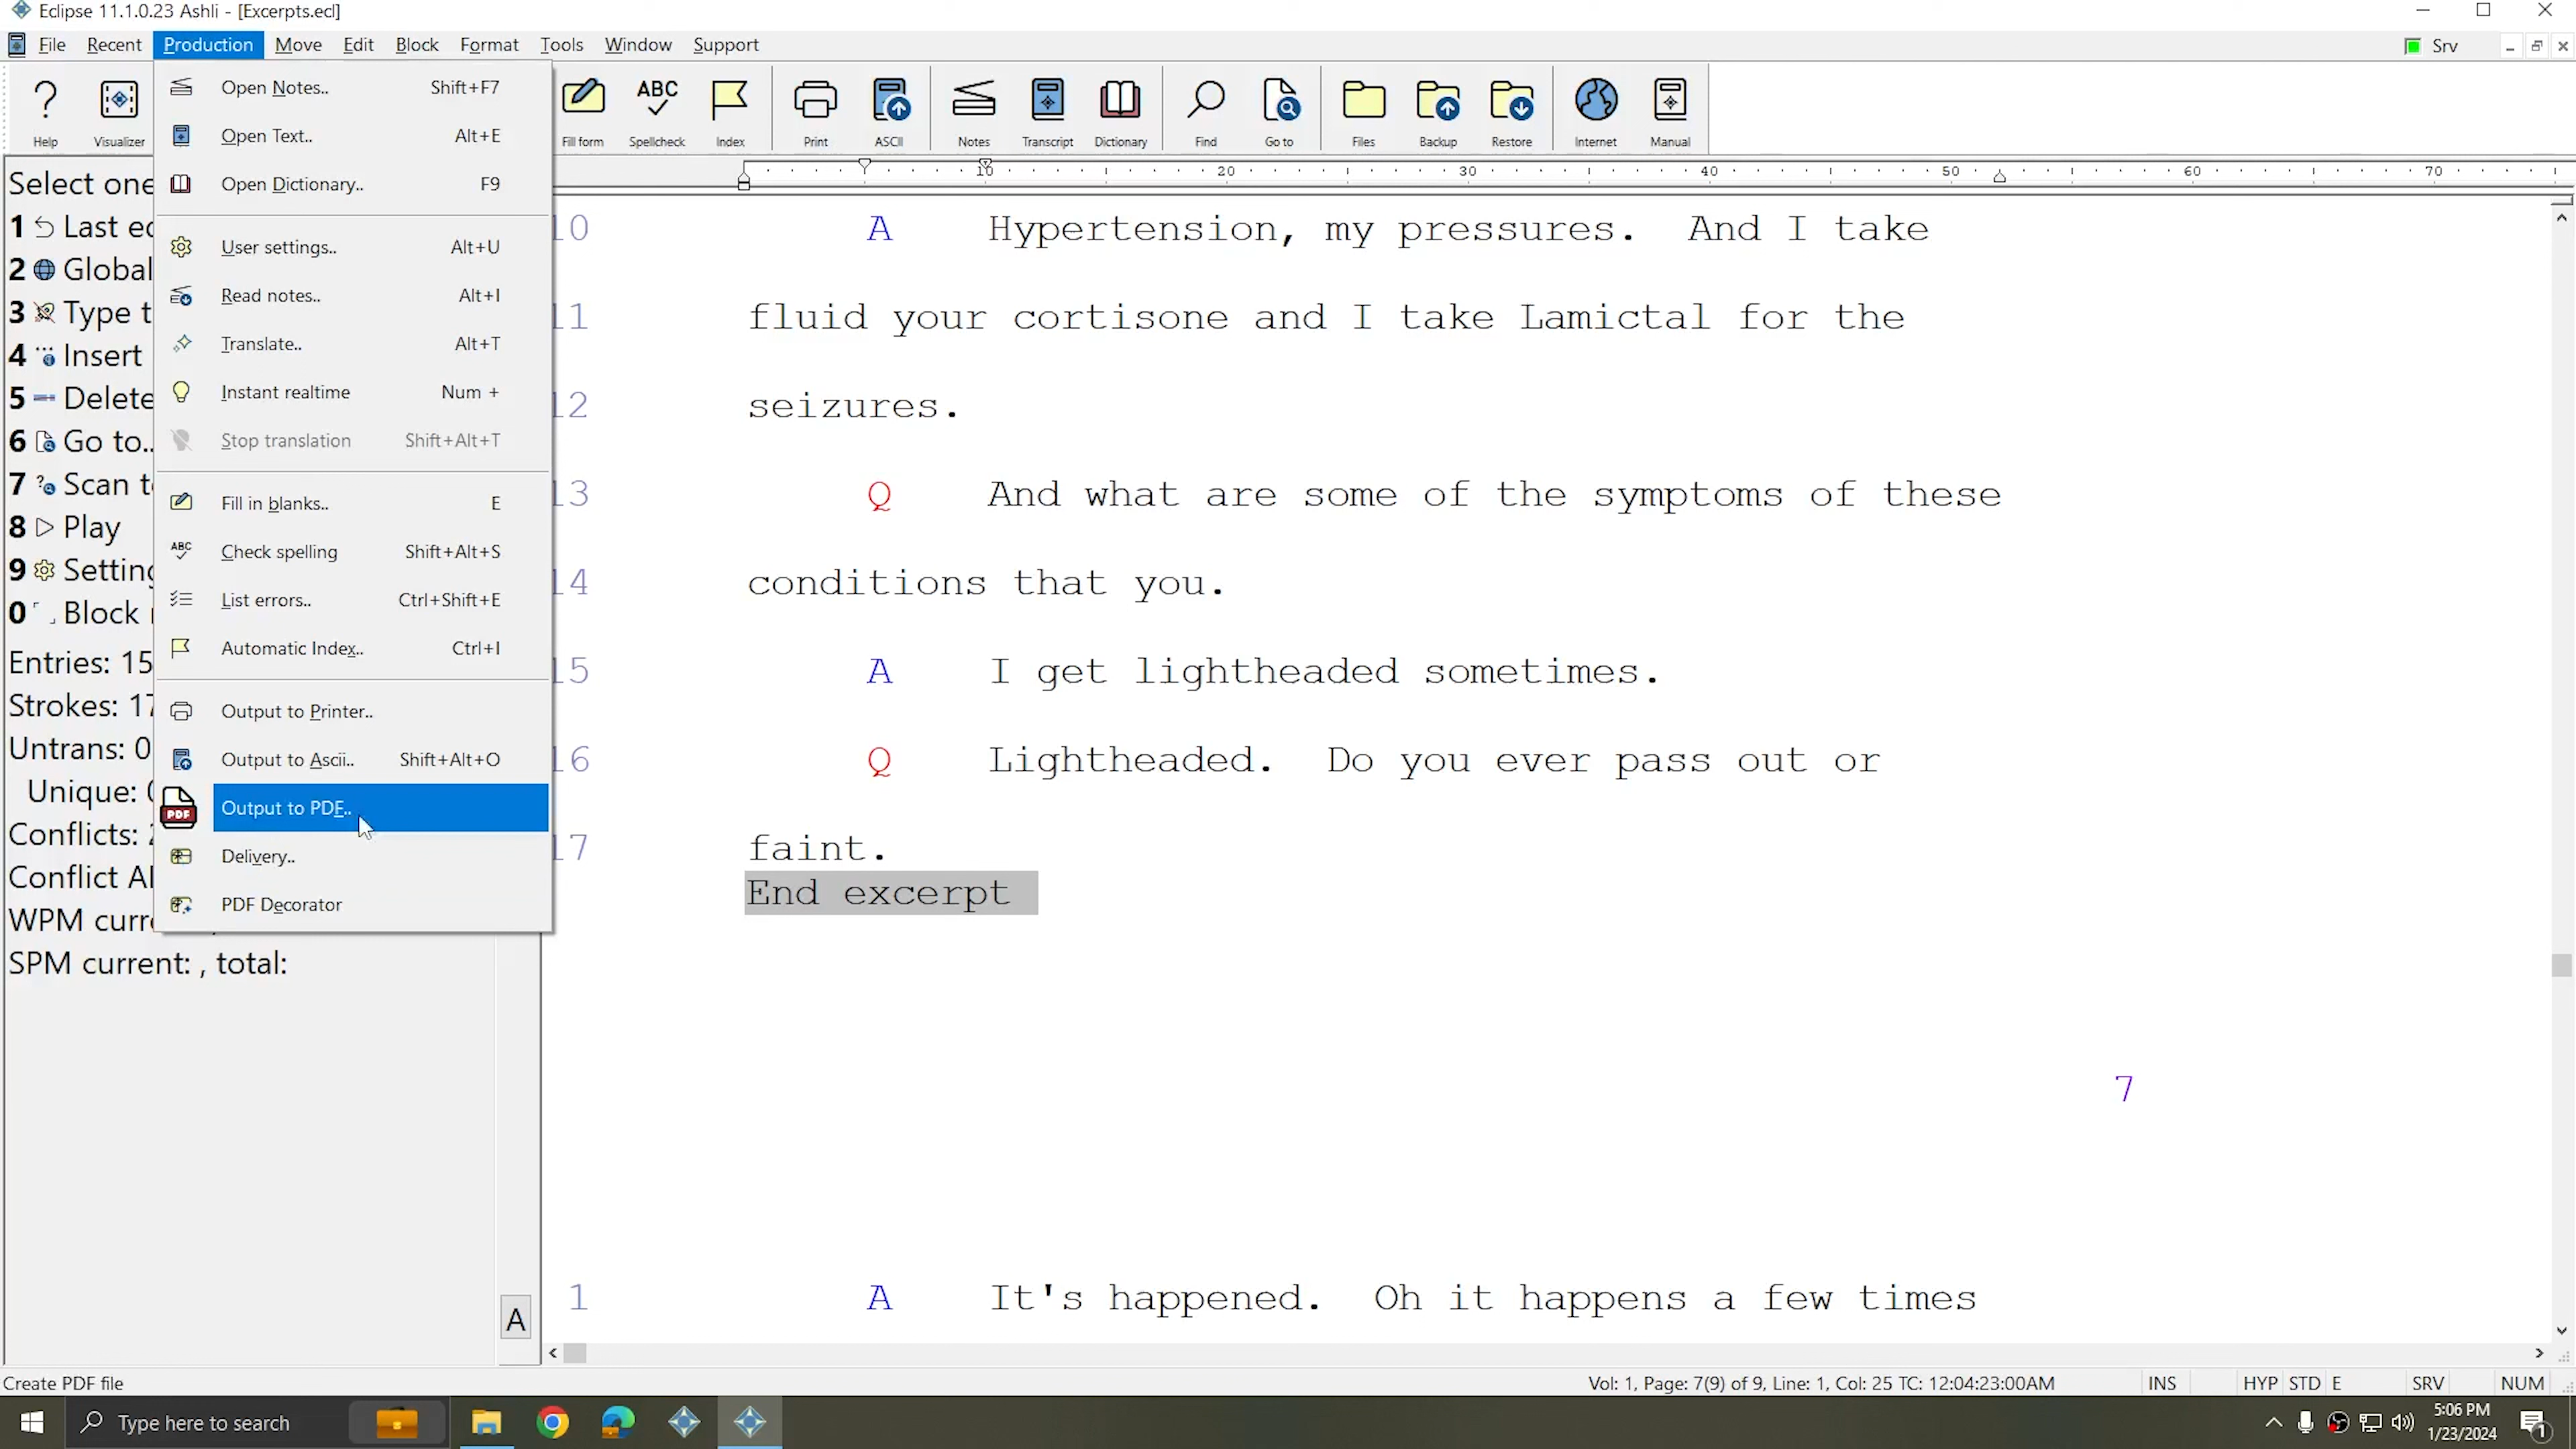 Eclipse 11.1.0.23 Ashli - [Excerpts.ecl]
File Recent Production Move Edit Block Format Tools Window Support Srv
Help Visualizer Fill form Spellcheck Index Print ASCII Notes Transcript Dictionary Find Go to Files Backup Restore Internet Manual
Open Notes.. Shift+F7
Open Text.. Alt+E
Open Dictionary.. F9
User settings.. Alt+U
Read notes.. Alt+I
Translate.. Alt+T
Instant realtime Num +
Stop translation Shift+Alt+T
Fill in blanks.. E
Check spelling Shift+Alt+S
List errors.. Ctrl+Shift+E
Automatic Index.. Ctrl+I
Output to Printer..
Output to Ascii.. Shift+Alt+O
Output to PDF..
Delivery..
PDF Decorator
Select one
1 Last
2 Global
3 Type
4 Insert
5 Delete
6 Go to..
7 Scan
8 Play
9 Setting
0 Block
Entries: 15
Strokes: 17
Untrans: 0
Unique:
Conflicts:
Conflict
WPM
SPM current: , total:
10 20 30 40 50 60 70
10 A Hypertension, my pressures. And I take
11 fluid your cortisone and I take Lamictal for the
12 seizures.
13 Q And what are some of the symptoms of these
14 conditions that you.
15 A I get lightheaded sometimes.
16 Q Lightheaded. Do you ever pass out or
17 faint.
End excerpt
7
1 A It's happened. Oh it happens a few times
A
Create PDF file
Vol: 1, Page: 7(9) of 9, Line: 1, Col: 25 TC: 12:04:23:00AM INS HYP STD E SRV NUM
Type here to search
5:06 PM
1/23/2024
1